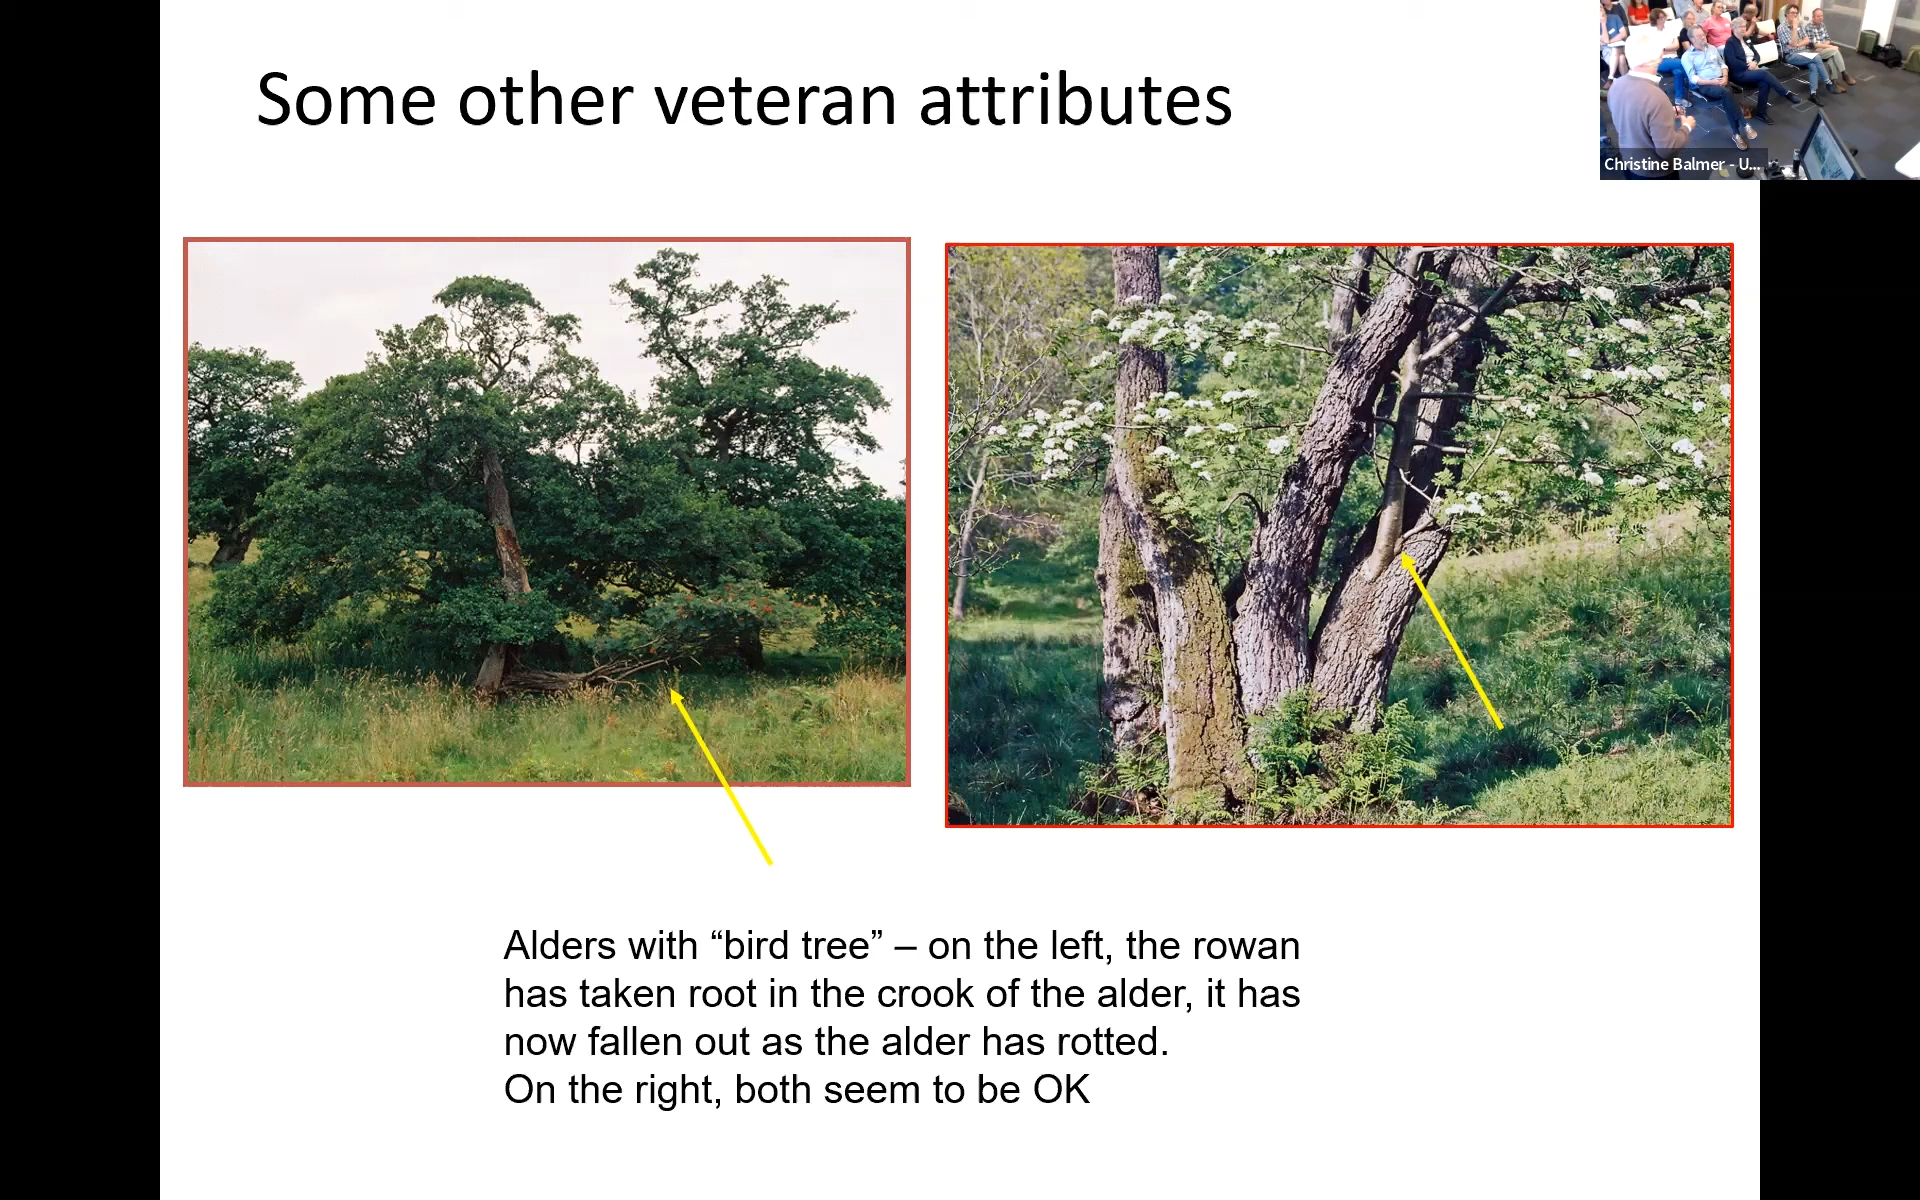 Some other veteran attributes
Christine Balmer - U...
Alders with “bird tree” – on the left, the rowan
has taken root in the crook of the alder, it has
now fallen out as the alder has rotted.
On the right, both seem to be OK